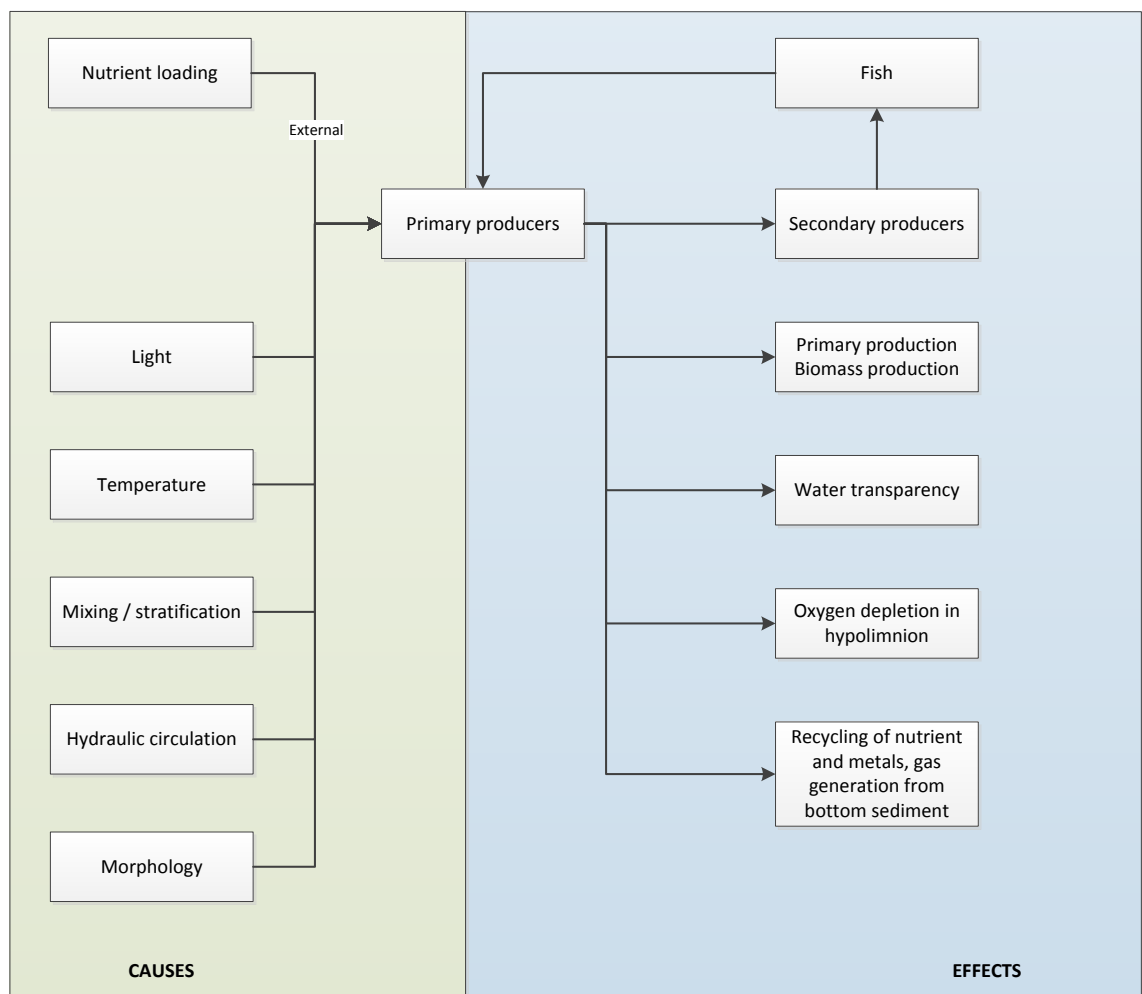 Nutrient loading
External
Fish
Primary producers
Secondary producers
Light
Primary production
Biomass production
Temperature
Water transparency
Mixing / stratification
Oxygen depletion in
hypolimnion
Hydraulic circulation
Recycling of nutrient
and metals, gas
generation from
bottom sediment
Morphology
CAUSES
EFFECTS